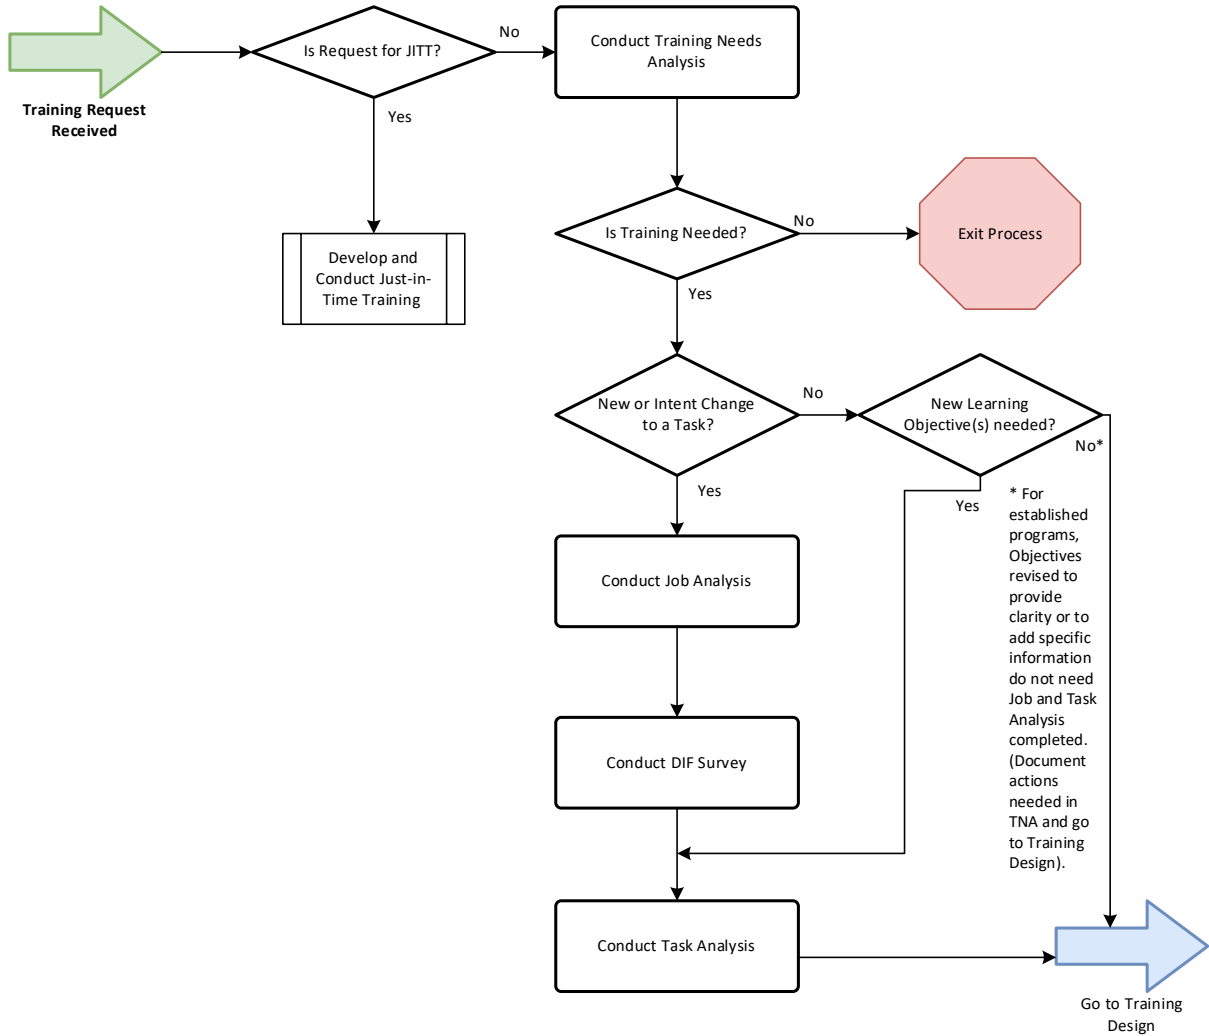 Training Request
Received
Is Request for JITT?
No
Yes
Conduct Training Needs
Analysis
Develop and
Conduct Just-in-
Time Training
Is Training Needed?
No
Yes
Exit Process
New or Intent Change
to a Task?
No
Yes
New Learning
Objective(s) needed?
No*
Yes
* For
established
programs,
Objectives
revised to
provide
clarity or to
add specific
information
do not need
Job and Task
Analysis
completed.
(Document
actions
needed in
TNA and go
to Training
Design).
Conduct Job Analysis
Conduct DIF Survey
Conduct Task Analysis
Go to Training
Design